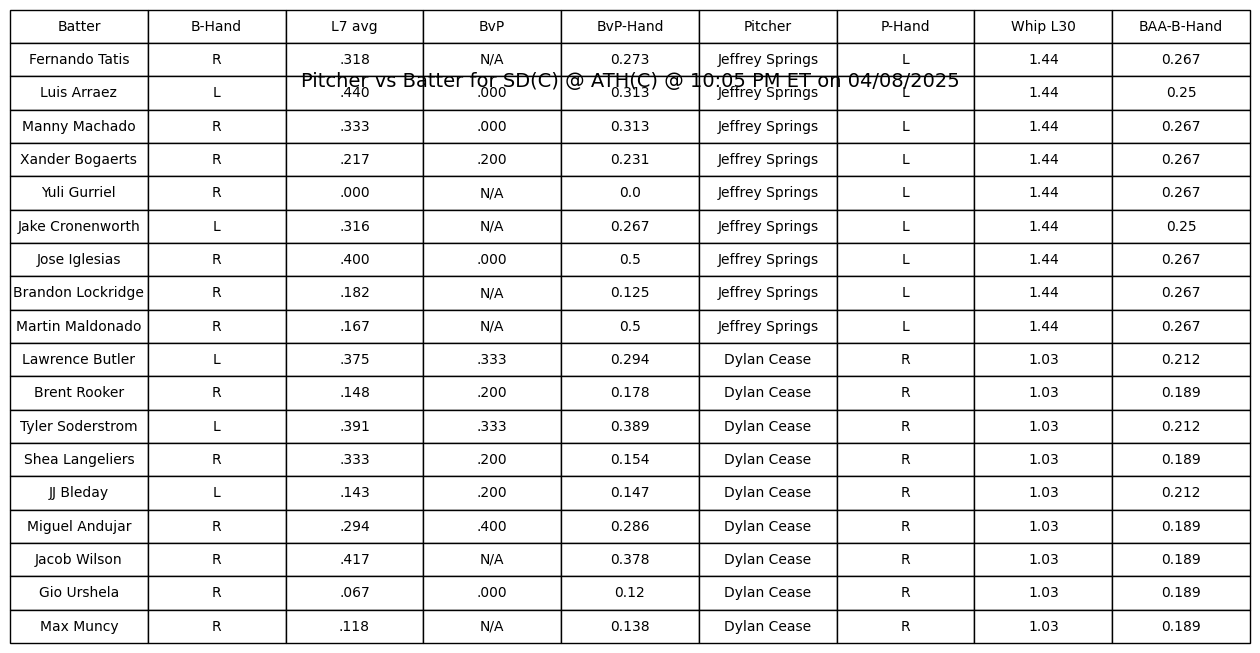 Batter B-Hand L7 avg BvP BvP-Hand Pitcher P-Hand Whip L30 BAA-B-Hand
Fernando Tatis R .318 N/A 0.273 Jeffrey Springs L 1.44 0.267
Pitcher vs Batter for SD(C) @ ATH(C) @ 10:05 PM ET on 04/08/2025
Luis Arraez L .440 .000 0.313 Jeffrey Springs L 1.44 0.25
Manny Machado R .333 .000 0.313 Jeffrey Springs L 1.44 0.267
Xander Bogaerts R .217 .200 0.231 Jeffrey Springs L 1.44 0.267
Yuli Gurriel R .000 N/A 0.0 Jeffrey Springs L 1.44 0.267
Jake Cronenworth L .316 N/A 0.267 Jeffrey Springs L 1.44 0.25
Jose Iglesias R .400 .000 0.5 Jeffrey Springs L 1.44 0.267
Brandon Lockridge R .182 N/A 0.125 Jeffrey Springs L 1.44 0.267
Martin Maldonado R .167 N/A 0.5 Jeffrey Springs L 1.44 0.267
Lawrence Butler L .375 .333 0.294 Dylan Cease R 1.03 0.212
Brent Rooker R .148 .200 0.178 Dylan Cease R 1.03 0.189
Tyler Soderstrom L .391 .333 0.389 Dylan Cease R 1.03 0.212
Shea Langeliers R .333 .200 0.154 Dylan Cease R 1.03 0.189
JJ Bleday L .143 .200 0.147 Dylan Cease R 1.03 0.212
Miguel Andujar R .294 .400 0.286 Dylan Cease R 1.03 0.189
Jacob Wilson R .417 N/A 0.378 Dylan Cease R 1.03 0.189
Gio Urshela R .067 .000 0.12 Dylan Cease R 1.03 0.189
Max Muncy R .118 N/A 0.138 Dylan Cease R 1.03 0.189